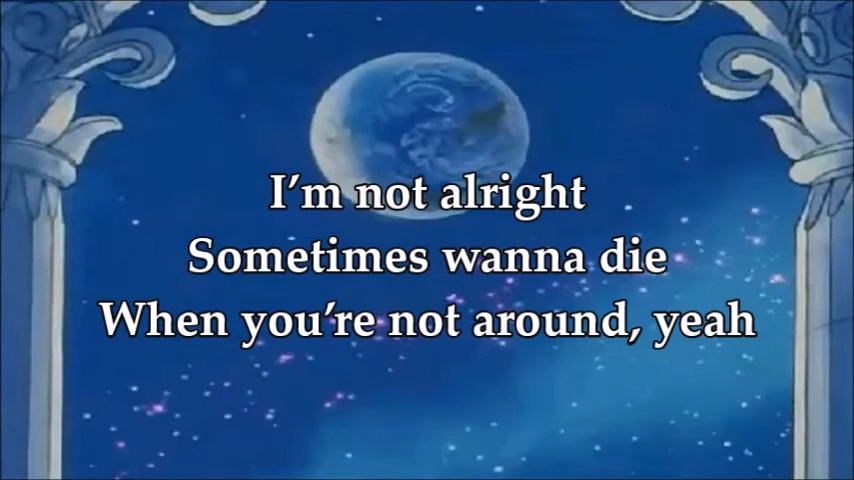 I’m not alright
Sometimes wanna die
When you’re not around, yeah